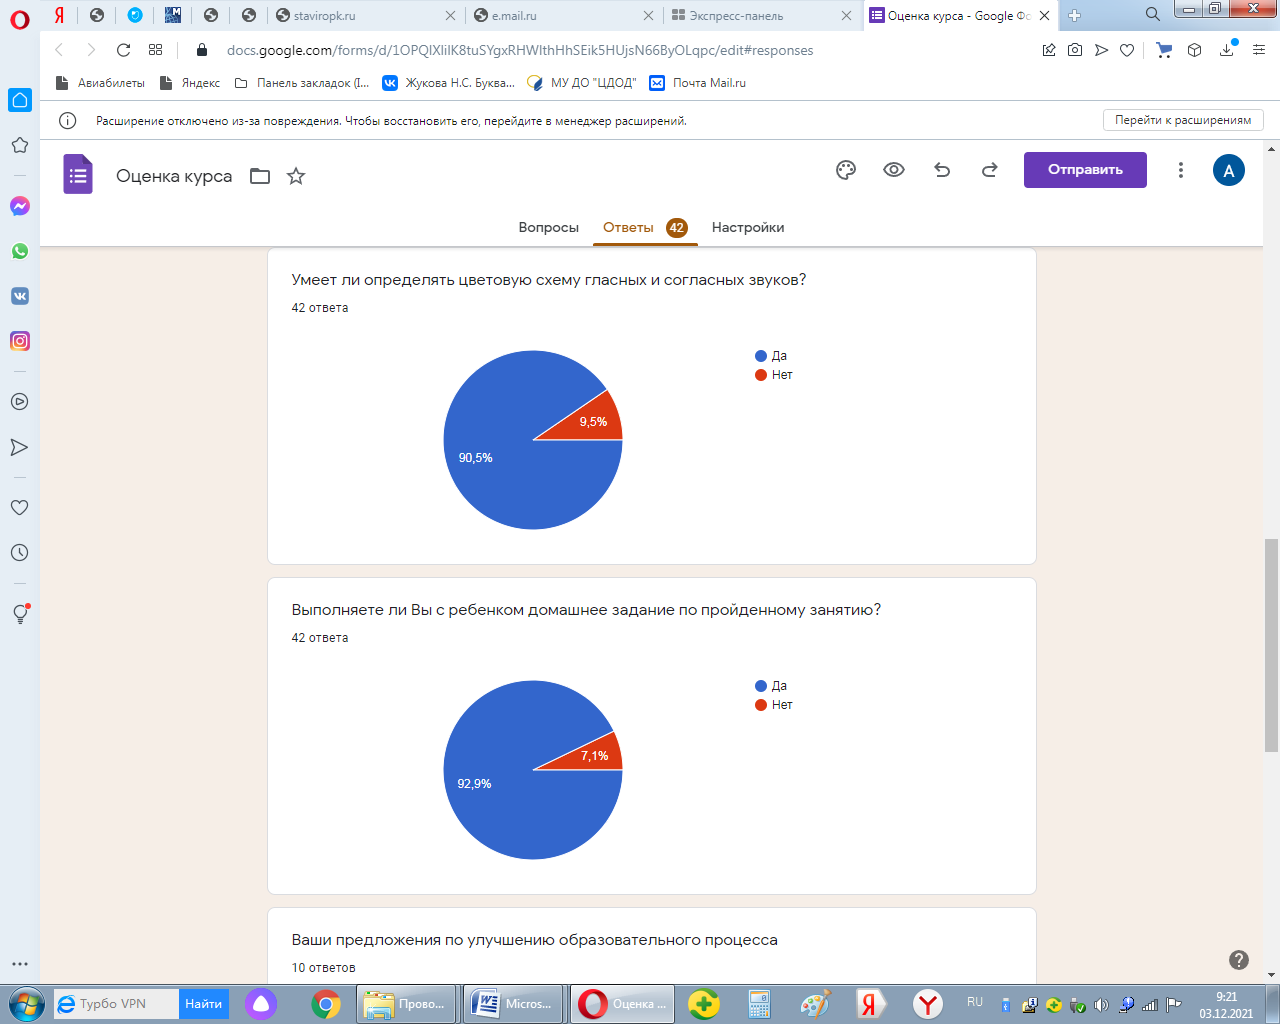 staviropk.ru
e.mail.ru
Экспресс-панель
Оценка курса - Google Фо
docs.google.com/forms/d/1OPQIXIiIK8tuSYgxRHWIthHhSEik5HUjsN66ByOLqpc/edit#responses
Авиабилеты
Яндекс
Панель закладок (I...
Жукова Н.С. Буква...
МУ ДО "ЦДОД"
Почта Mail.ru
Расширение отключено из-за повреждения. Чтобы восстановить его, перейдите в менеджер расширений.
Перейти к расширениям
Оценка курса
Отправить
A
Вопросы
Ответы 42
Настройки
Умеет ли определять цветовую схему гласных и согласных звуков?
42 ответа
Да
Нет
9,5%
90,5%
Выполняете ли Вы с ребенком домашнее задание по пройденному занятию?
42 ответа
Да
Нет
7,1%
92,9%
Ваши предложения по улучшению образовательного процесса
10 ответов
Турбо VPN
Найти
Прово...
Micros...
Оценка ...
RU
9:21
03.12.2021